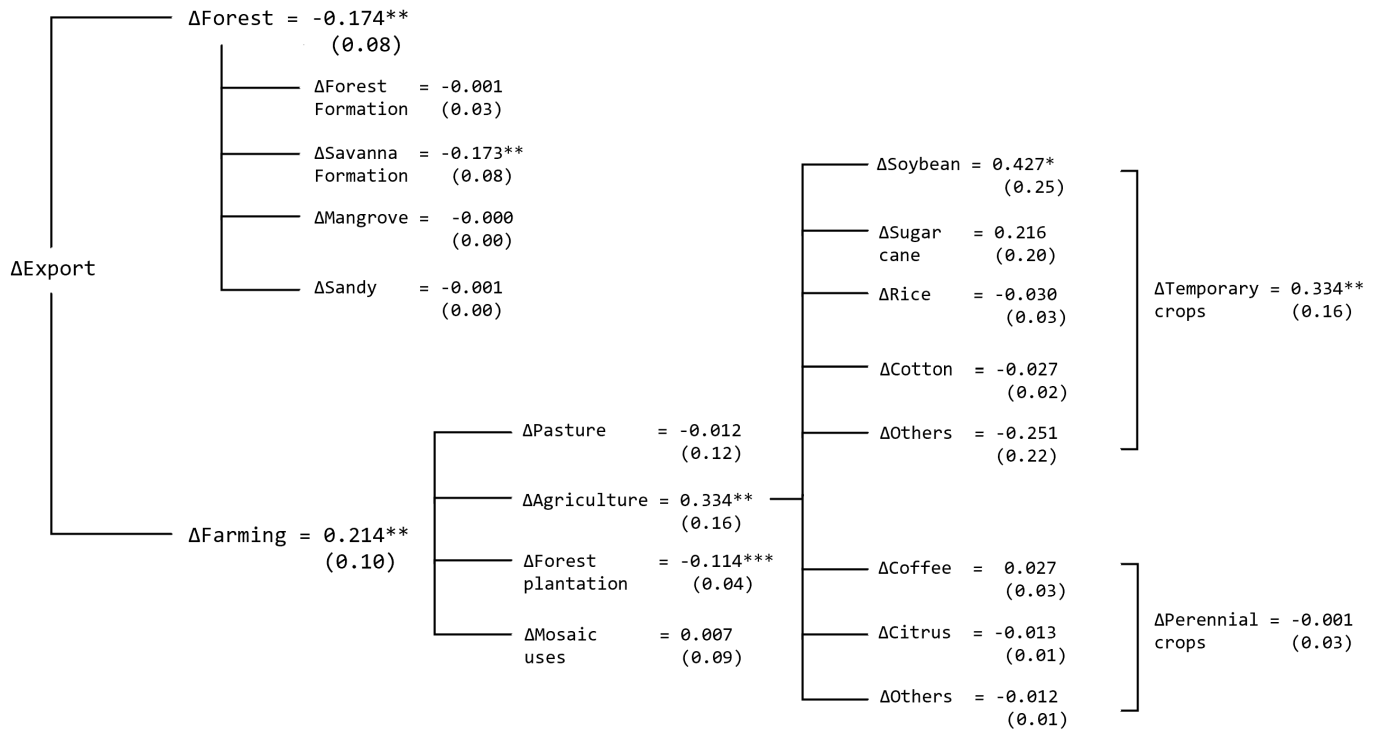 ΔExport
ΔForest = -0.174**
(0.08)
ΔForest = -0.001
Formation (0.03)
ΔSavanna = -0.173**
Formation (0.08)
ΔMangrove = -0.000
(0.00)
ΔSandy = -0.001
(0.00)
ΔFarming = 0.214**
(0.10)
ΔPasture = -0.012
(0.12)
ΔAgriculture = 0.334**
(0.16)
ΔForest = -0.114***
plantation (0.04)
ΔMosaic = 0.007
uses (0.09)
ΔSoybean = 0.427*
(0.25)
ΔSugar = 0.216
cane (0.20)
ΔRice = -0.030
(0.03)
ΔCotton = -0.027
(0.02)
ΔOthers = -0.251
(0.22)
ΔCoffee = 0.027
(0.03)
ΔCitrus = -0.013
(0.01)
ΔOthers = -0.012
(0.01)
ΔTemporary = 0.334**
crops (0.16)
ΔPerennial = -0.001
crops (0.03)